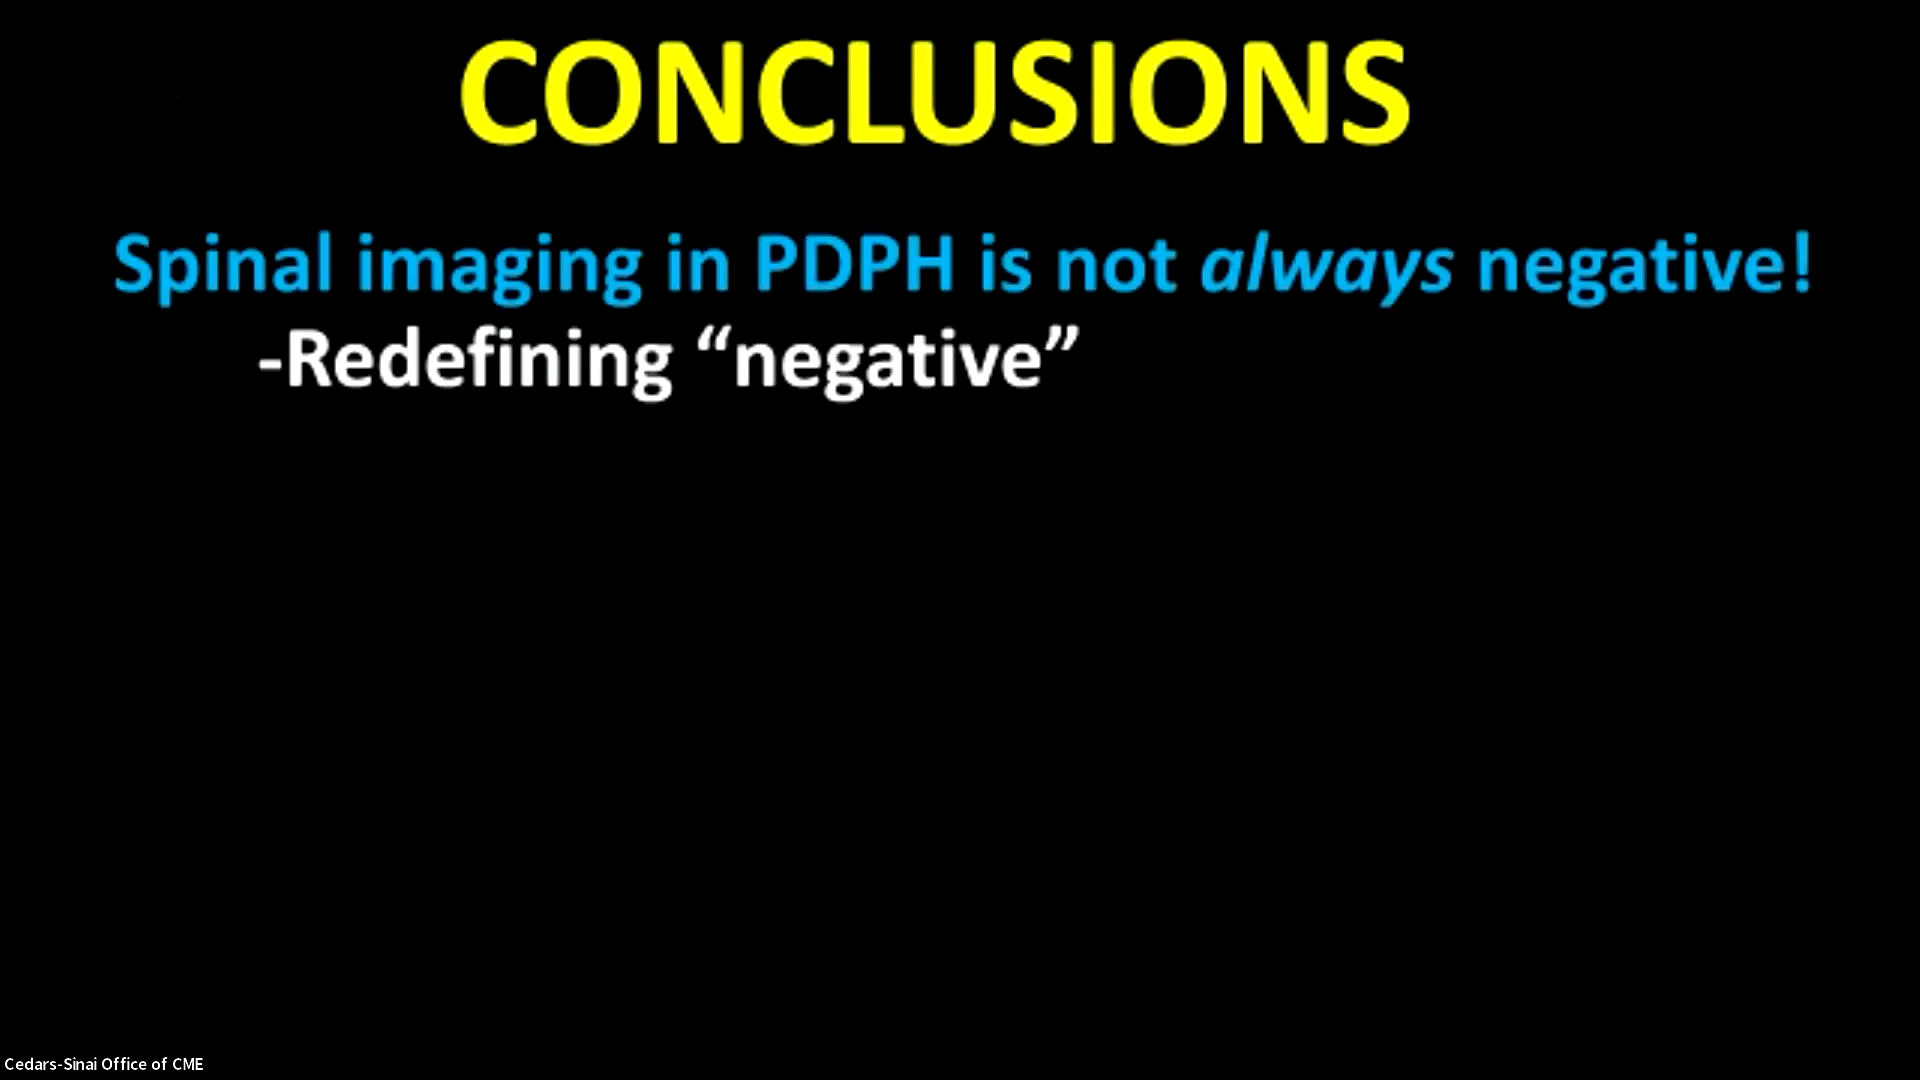 CONCLUSIONS
Spinal imaging in PDPH is not always negative!
-Redefining “negative”
Cedars-Sinai Office of CME